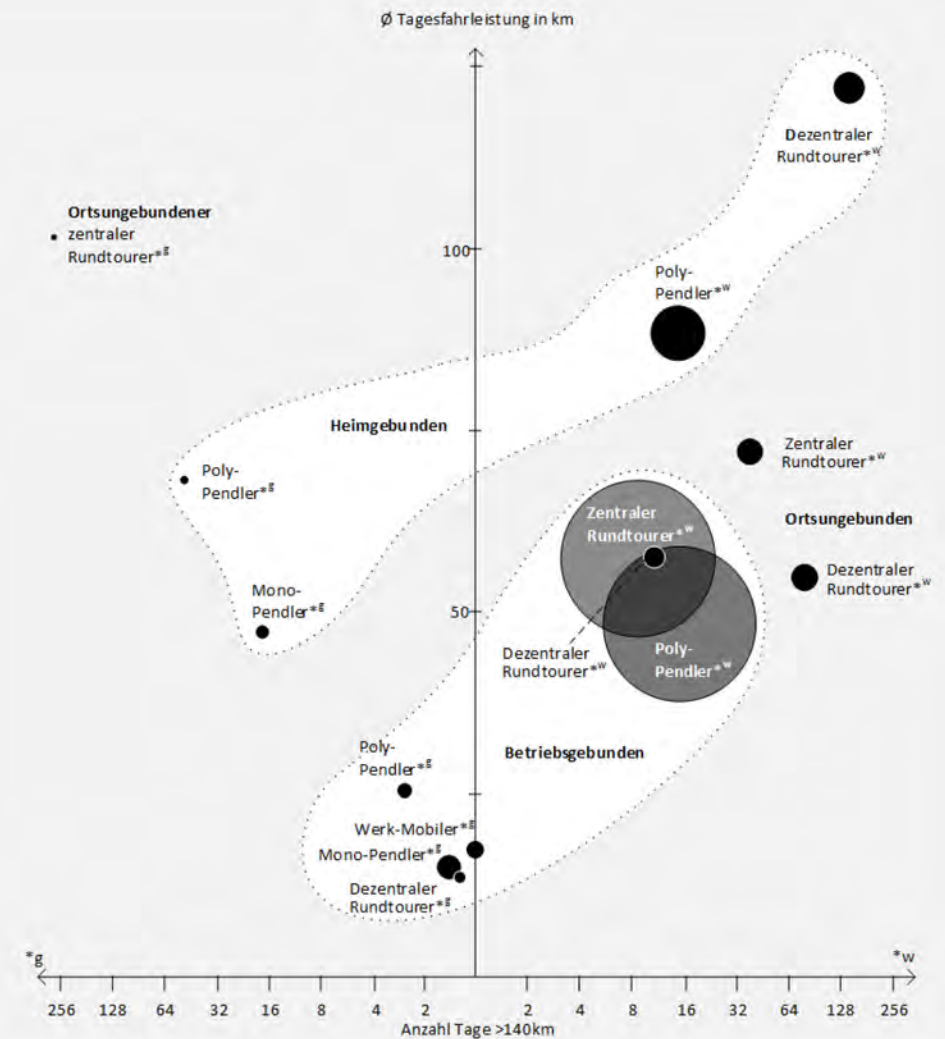 Ø Tagesfahrleistung in km
Dezentraler
Rundtourer*w
Ortsungebundener
zentraler
Rundtourer*g
100
Poly-
Pendler*w
Heimgebunden
Poly-
Pendler*g
Zentraler
Rundtourer*w
Zentraler
Rundtourer*w
Ortsungebunden
Mono-
Pendler*g
Dezentraler
Rundtourer*w
50
Dezentraler
Rundtourer*w
Poly-
Pendler*w
Poly-
Pendler*g
Betriebsgebunden
Werk-Mobiler*g
Mono-Pendler*g
Dezentraler
Rundtourer*g
*g *w
256 128 64 32 16 8 4 2 2 4 8 16 32 64 128 256
Anzahl Tage >140km